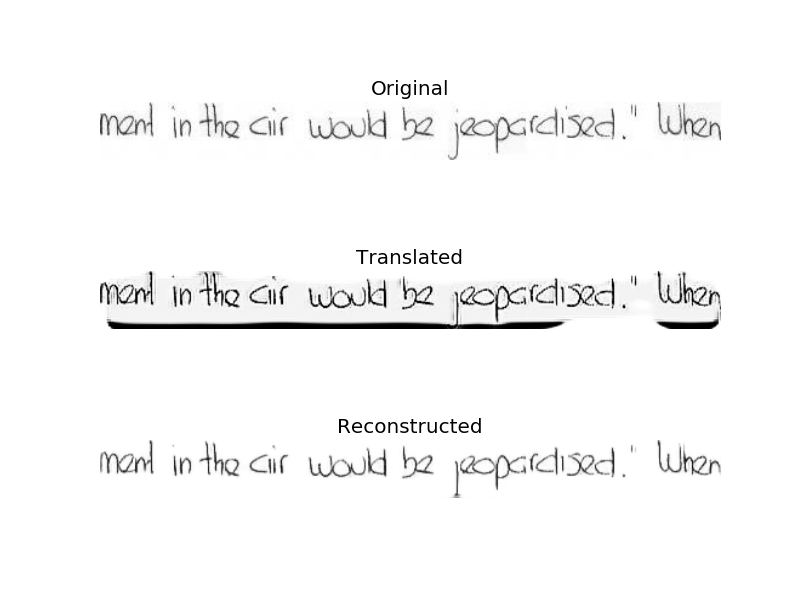 Original
ment in the air would be jeopardised." When
Translated
ment in the air would be jeopardised." When
Reconstructed
ment in the air would be jeopardised." When